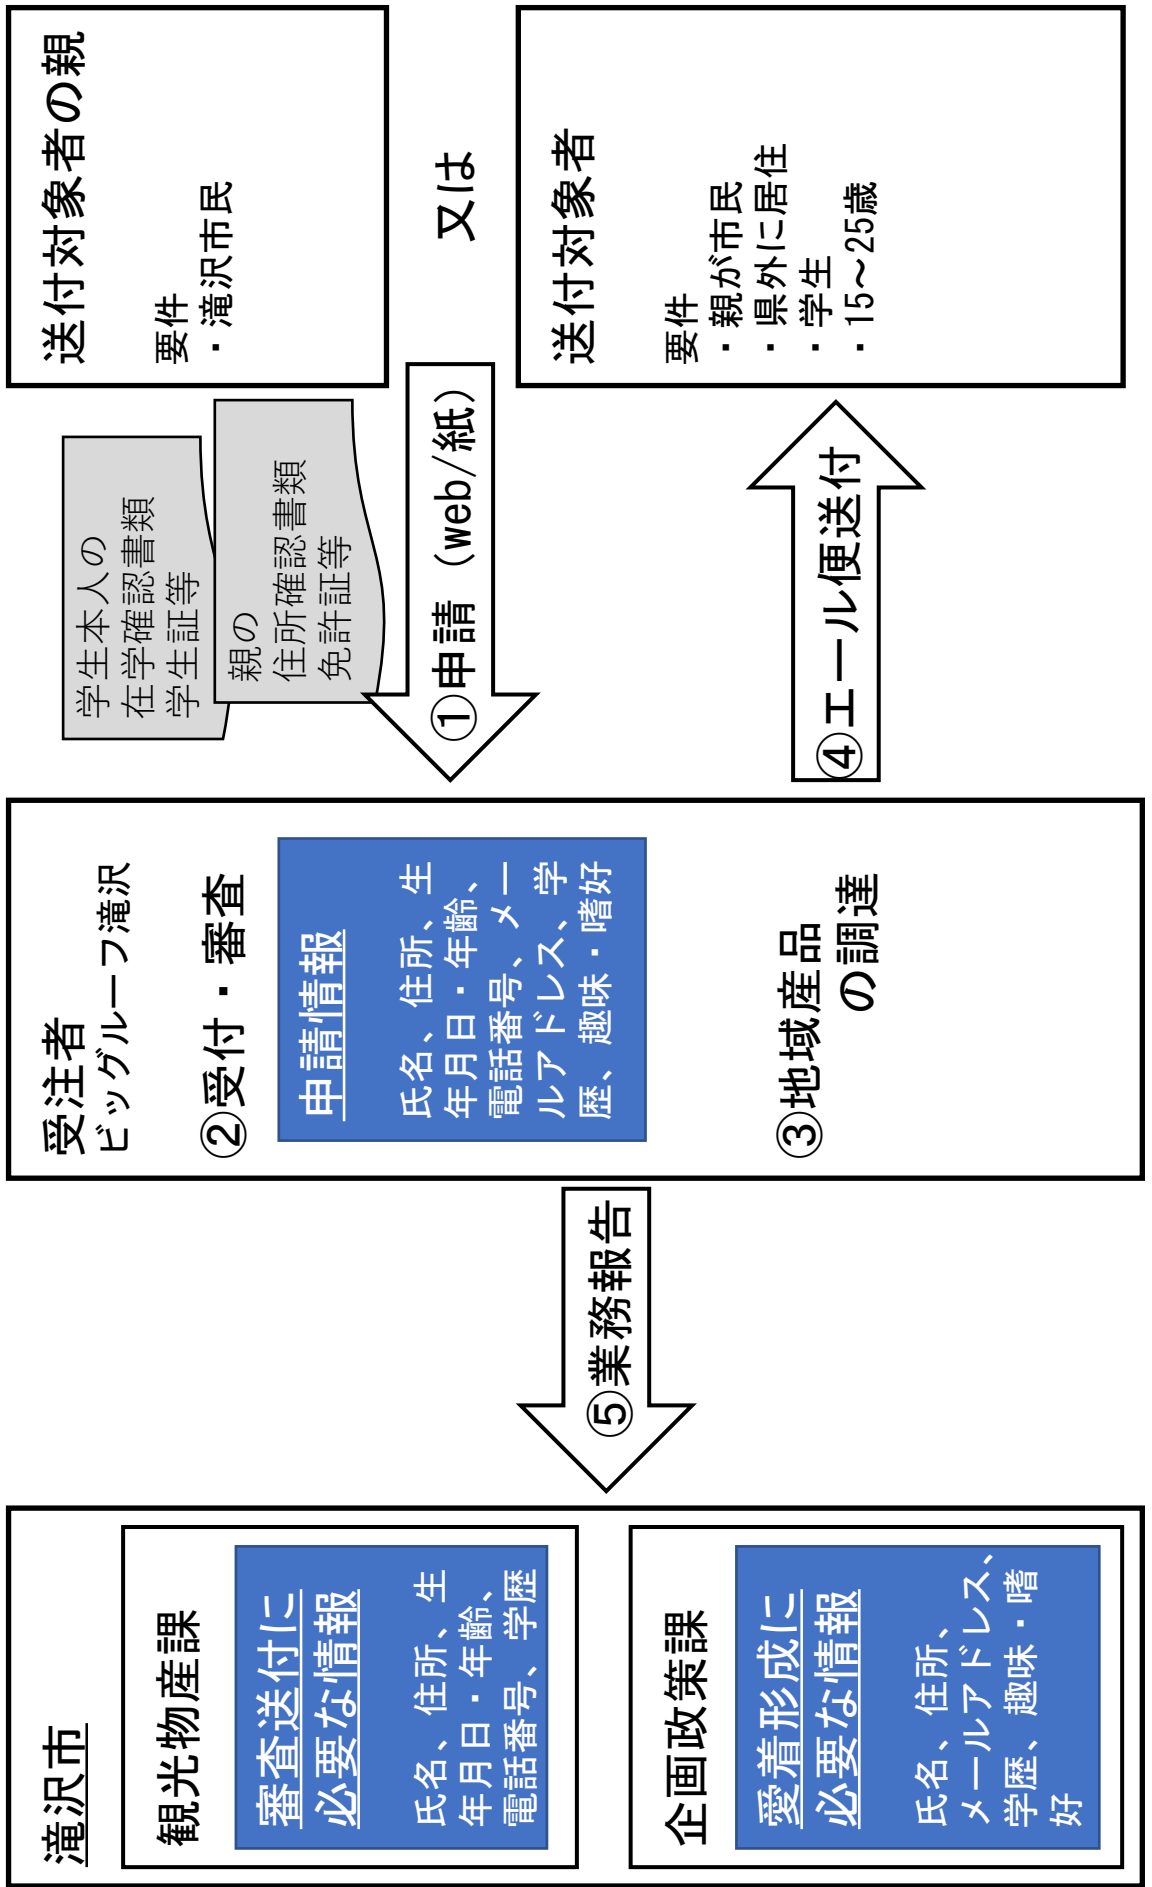 滝沢市
観光物産課
審査送付に
必要な情報
氏名、住所、生
年月日・年齢、
電話番号、学歴
企画政策課
愛着形成に
必要な情報
氏名、住所、
メールアドレス、
学歴、趣味・嗜
好
⑤業務報告
受注者
ビッグルーフ滝沢
②受付・審査
申請情報
氏名、住所、生
年月日・年齢、
電話番号、メー
ルアドレス、学
歴、趣味・嗜好
③地域産品
の調達
学生本人の
在学確認書類
学生証等
親の
住所確認書類
免許証等
①申請（web/紙）
④エール便送付
送付対象者の親
要件
・滝沢市民
又は
送付対象者
要件
・親が市民
・県外に居住
・学生
・15～25歳